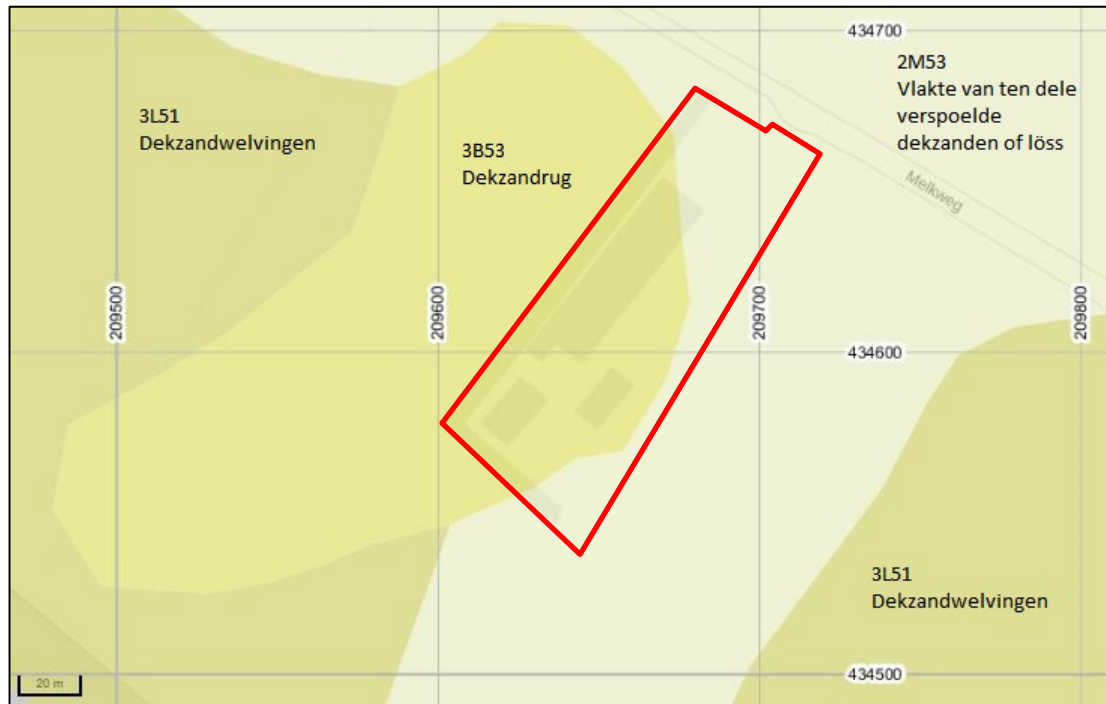 434700
2M53
Vlakte van ten dele
verspoelde
dekzanden of löss
3L51
Dekzandwelvingen
3B53
Dekzandrug
Melkweg
209500
209600
209700
209800
434600
3L51
Dekzandwelvingen
434500
20 m